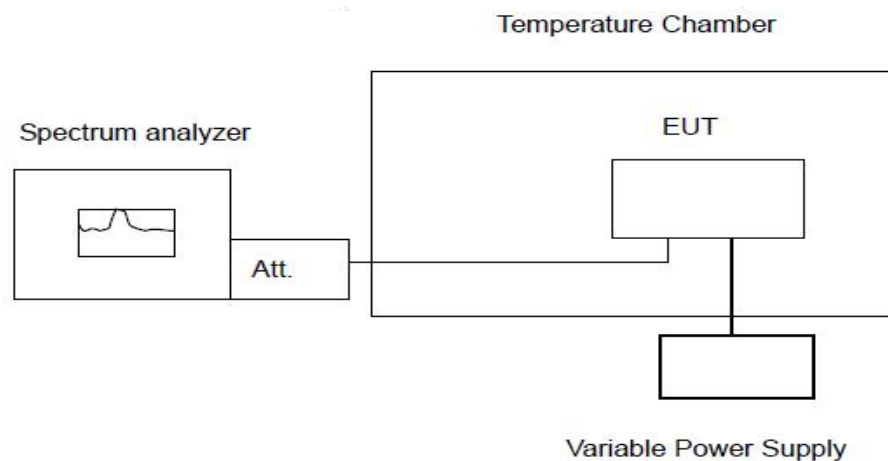 Temperature Chamber
Spectrum analyzer
EUT
Att.
Variable Power Supply